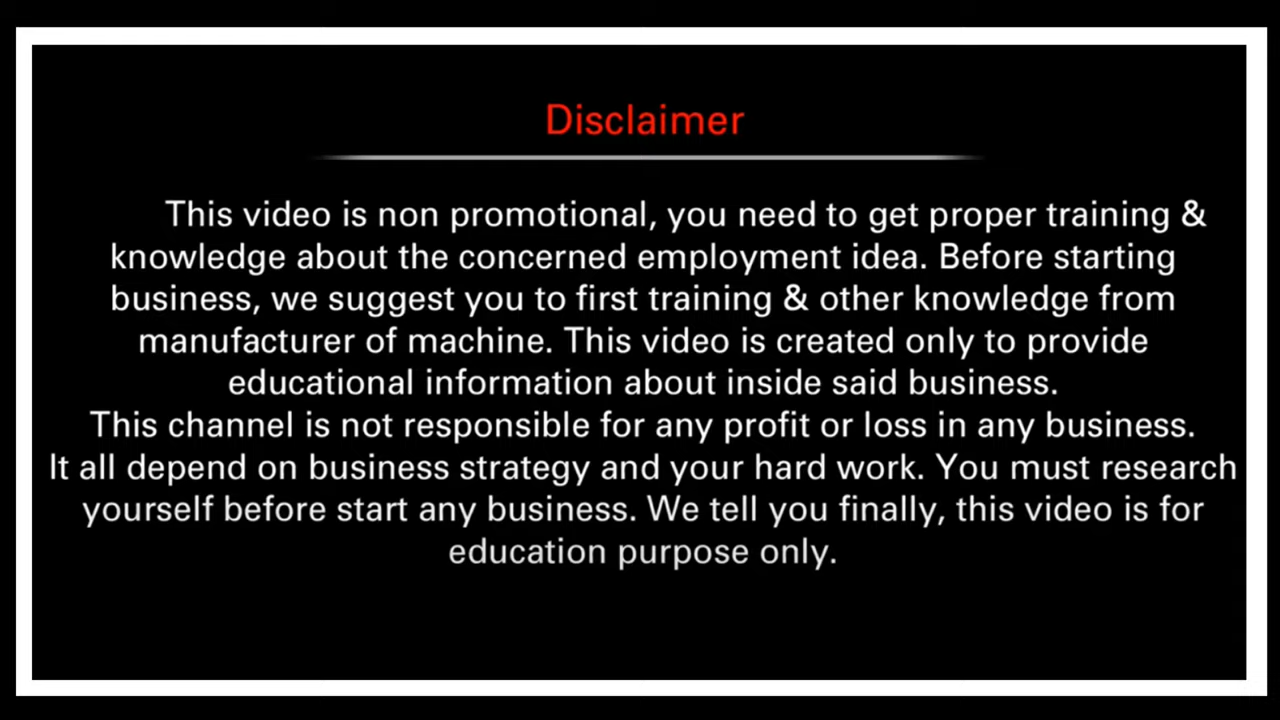 Disclaimer
This video is non promotional, you need to get proper training &
knowledge about the concerned employment idea. Before starting
business, we suggest you to first training & other knowledge from
manufacturer of machine. This video is created only to provide
educational information about inside said business.
This channel is not responsible for any profit or loss in any business.
It all depend on business strategy and your hard work. You must research
yourself before start any business. We tell you finally, this video is for
education purpose only.